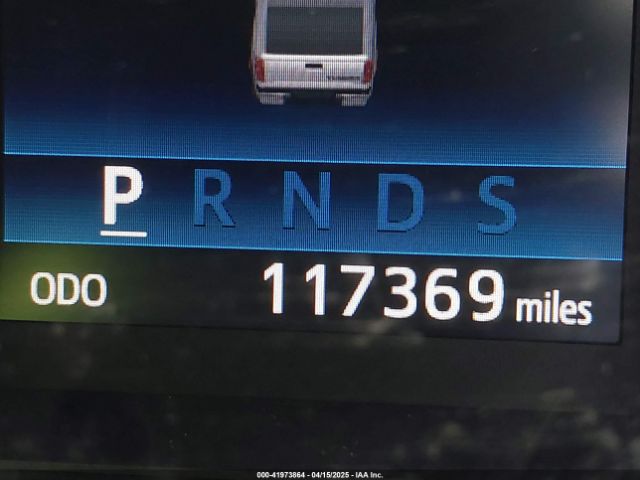 P R N D S
ODO 117369 miles
000-41973864 - 04/15/2025 - IAA Inc.